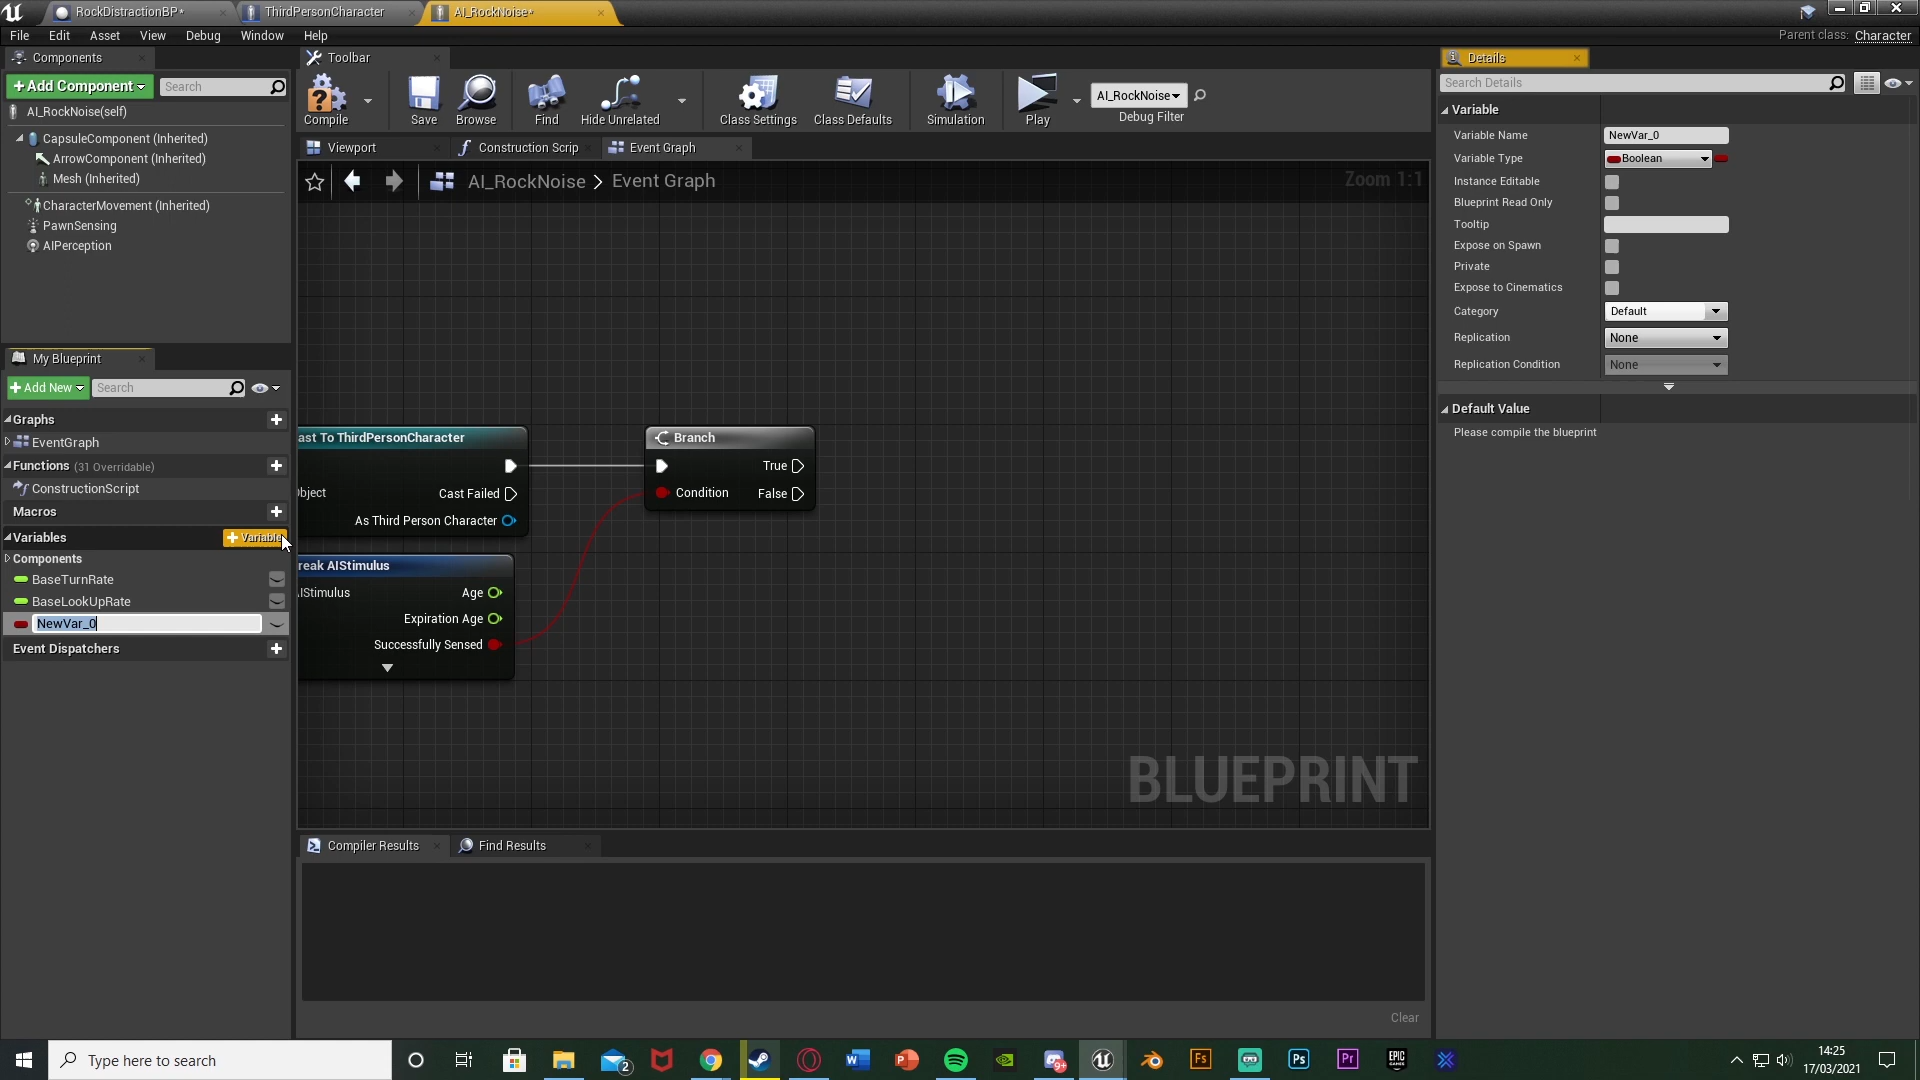 RockDistractionBP*
ThirdPersonCharacter
AI_RockNoise*
File Edit Asset View Debug Window Help
Parent class: Character
Components
Toolbar
Details
+ Add Component
Search
Search Details
AI_RockNoise(self)
Compile
Save
Browse
Find
Hide Unrelated
Class Settings
Class Defaults
Simulation
Play
AI_RockNoise
Debug Filter
CapsuleComponent (Inherited)
ArrowComponent (Inherited)
Mesh (Inherited)
CharacterMovement (Inherited)
PawnSensing
AIPerception
Viewport
Construction Scrip
Event Graph
AI_RockNoise > Event Graph
Zoom 1:1
Variable
Variable Name NewVar_0
Variable Type Boolean
Instance Editable
Blueprint Read Only
Tooltip
Expose on Spawn
Private
Expose to Cinematics
Category Default
Replication None
Replication Condition None
Default Value
Please compile the blueprint
My Blueprint
+ Add New
Search
Graphs
EventGraph
Functions (31 Overridable)
ConstructionScript
Macros
Variables
+ Variable
Components
BaseTurnRate
BaseLookUpRate
NewVar_0
Event Dispatchers
ast To ThirdPersonCharacter
bject
Cast Failed
As Third Person Character
Branch
True
Condition
False
reak AIStimulus
IStimulus
Age
Expiration Age
Successfully Sensed
BLUEPRINT
Compiler Results
Find Results
Clear
Type here to search
2
W
P
9+
Fs
Ps
Pr
EPIC GAMES
14:25
17/03/2021